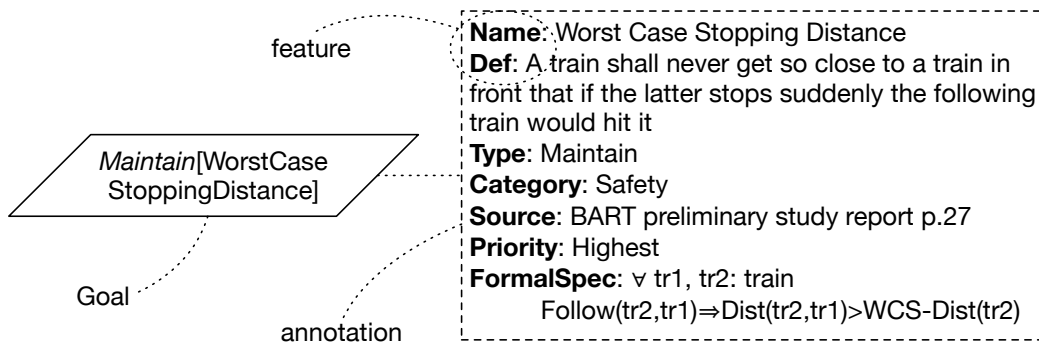 feature
Name: Worst Case Stopping Distance
Def: A train shall never get so close to a train in
front that if the latter stops suddenly the following
train would hit it
Maintain[WorstCase
StoppingDistance]
Type: Maintain
Category: Safety
Source: BART preliminary study report p.27
Priority: Highest
FormalSpec: ∀ tr1, tr2: train
Follow(tr2,tr1)⇒Dist(tr2,tr1)>WCS-Dist(tr2)
Goal
annotation